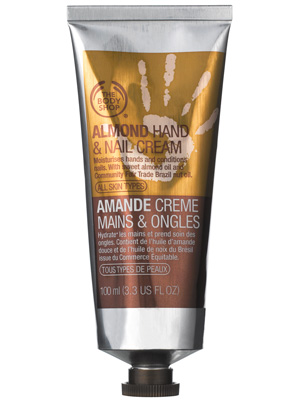 THE
BODY
SHOP
ALMOND HAND
& NAIL CREAM
Moisturises hands and conditions
nails. With sweet almond oil and
Community Fair Trade Brazil nut oil.
ALL SKIN TYPES
AMANDE CREME
MAINS & ONGLES
Hydrate les mains et prend soin des
ongles. Contient de l'huile d'amande
douce et de l'huile de noix du Brésil
issue du Commerce Equitable.
TOUS TYPES DE PEAUX
100 ml (3.3 US FL OZ)